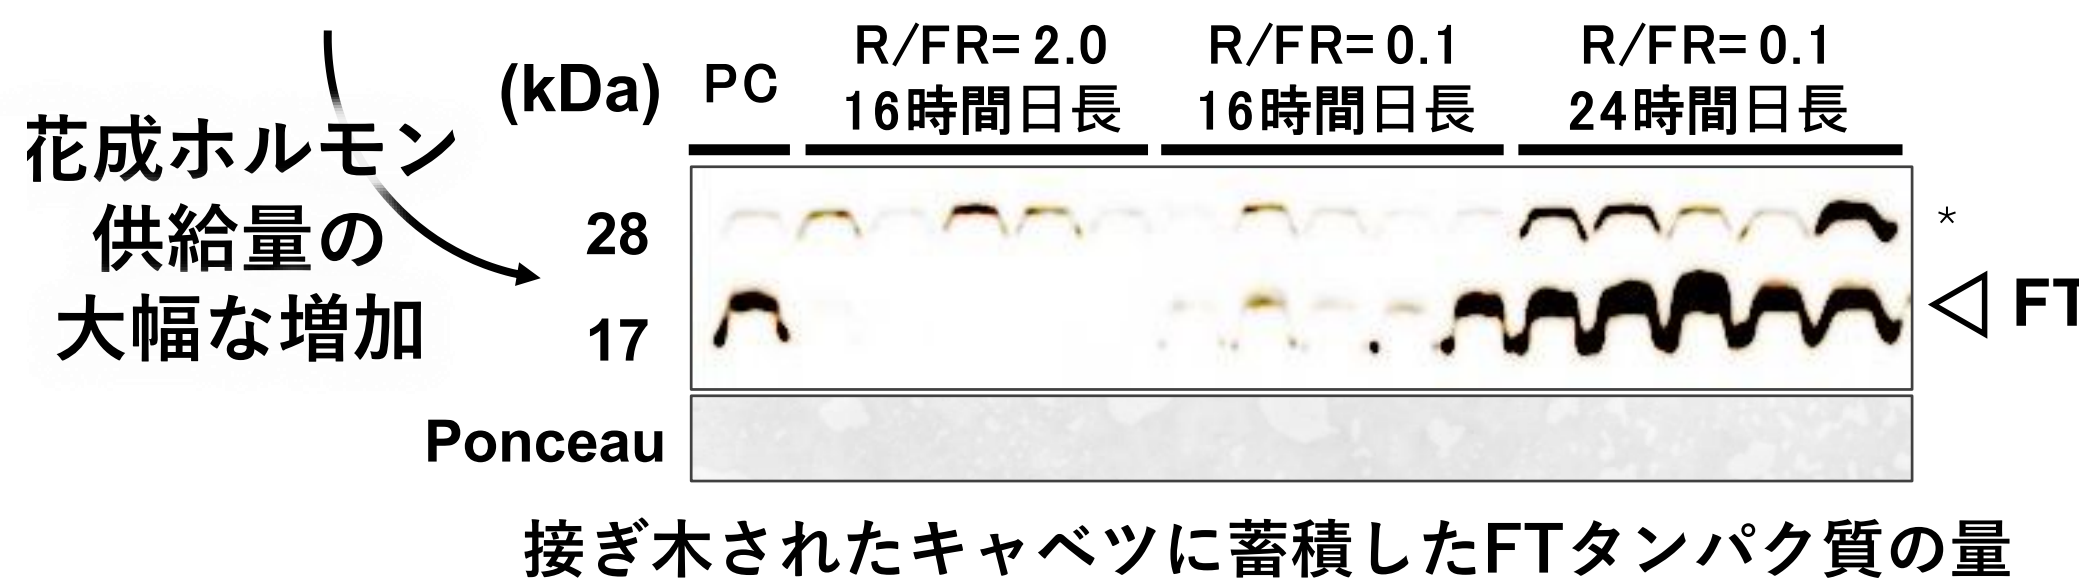 花成ホルモン
供給量の
大幅な増加
(kDa)
PC
R/FR=2.0
16時間日長
R/FR=0.1
16時間日長
R/FR=0.1
24時間日長
28
*
17
FT
Ponceau
接ぎ木されたキャベツに蓄積したFTタンパク質の量